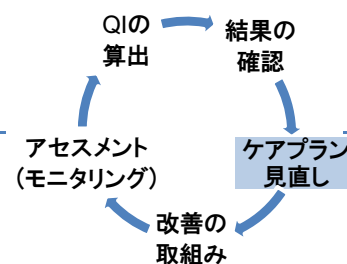 QIの
算出
結果の
確認
ケアプラン
見直し
改善の
取組み
アセスメント
（モニタリング）